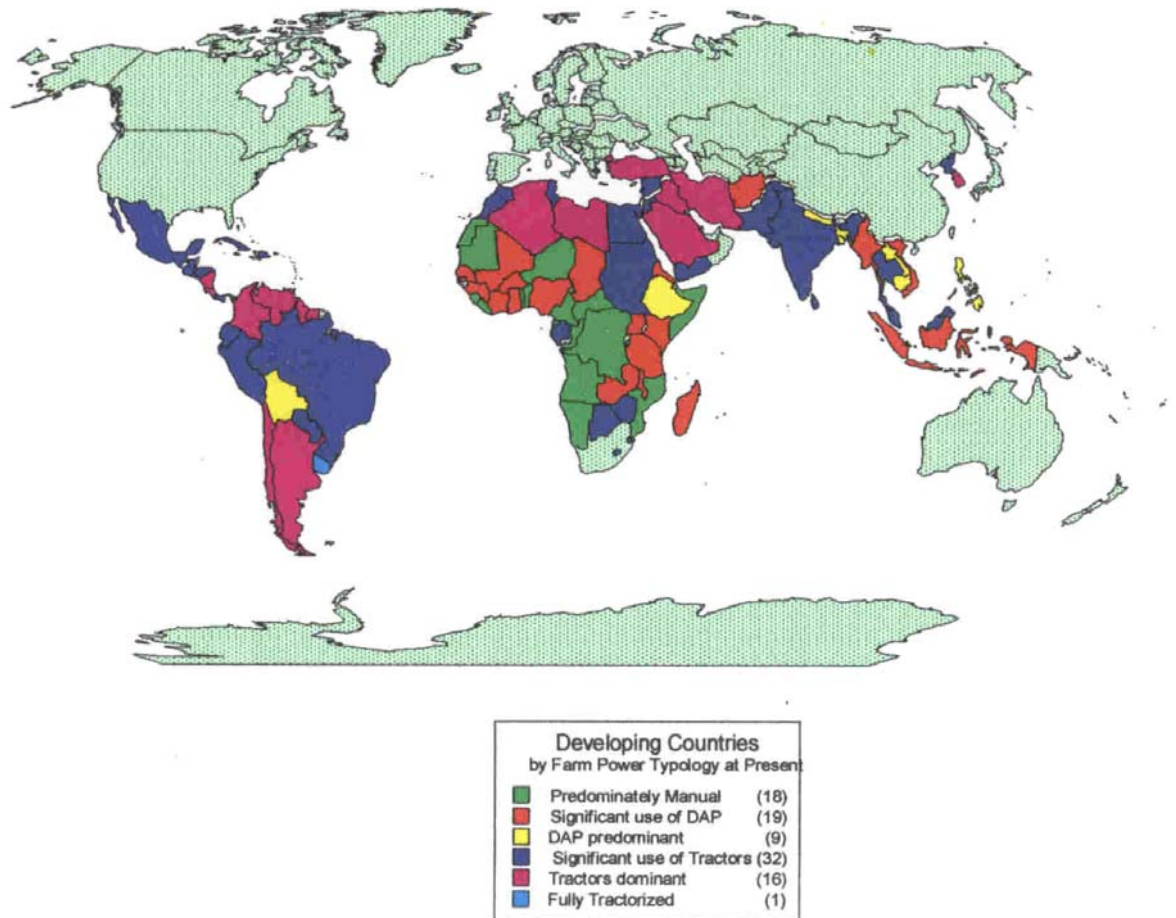 Developing Countries
by Farm Power Typology at Present
Predominately Manual (18)
Significant use of DAP (19)
DAP predominant (9)
Significant use of Tractors (32)
Tractors dominant (16)
Fully Tractorized (1)